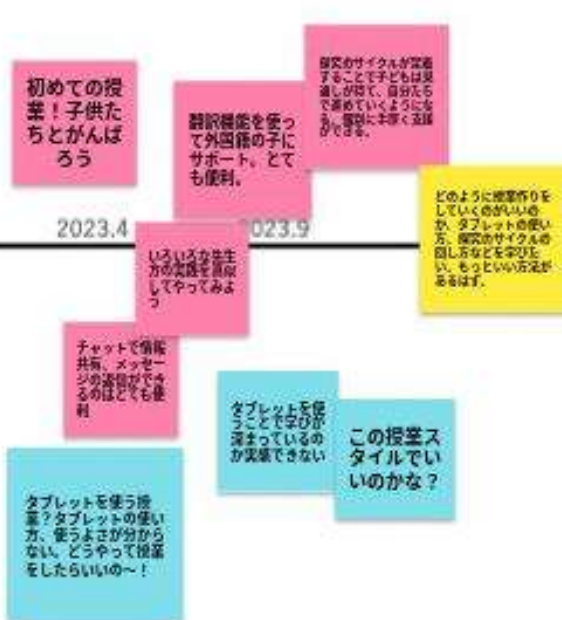 初めての授
業！子供た
ちとがんば
ろう
翻訳機能を使っ
て外国籍の子に
サポート。とて
も便利。
探究のサイクルが定着
することで子どもは見
通しが持て、自分たち
で進めていくようにな
る。個別に手厚く支援
ができる。
2023.4
2023.9
どのように授業作りを
していくのがいいの
か、タブレットの使い
方、探究のサイクルの
回し方などを学びた
い。もっといい方法が
あるはず。
いろいろな先生
方の実践を真似
してやってみよ
う
チャットで情報
共有、メッセー
ジの返信ができ
るのはとても便
利
タブレットを使
うことで学びが
深まっているの
か実感できない
この授業ス
タイルでい
いのかな？
タブレットを使う授
業？タブレットの使い
方、使うよさが分から
ない。どうやって授業
をしたらいいの～！